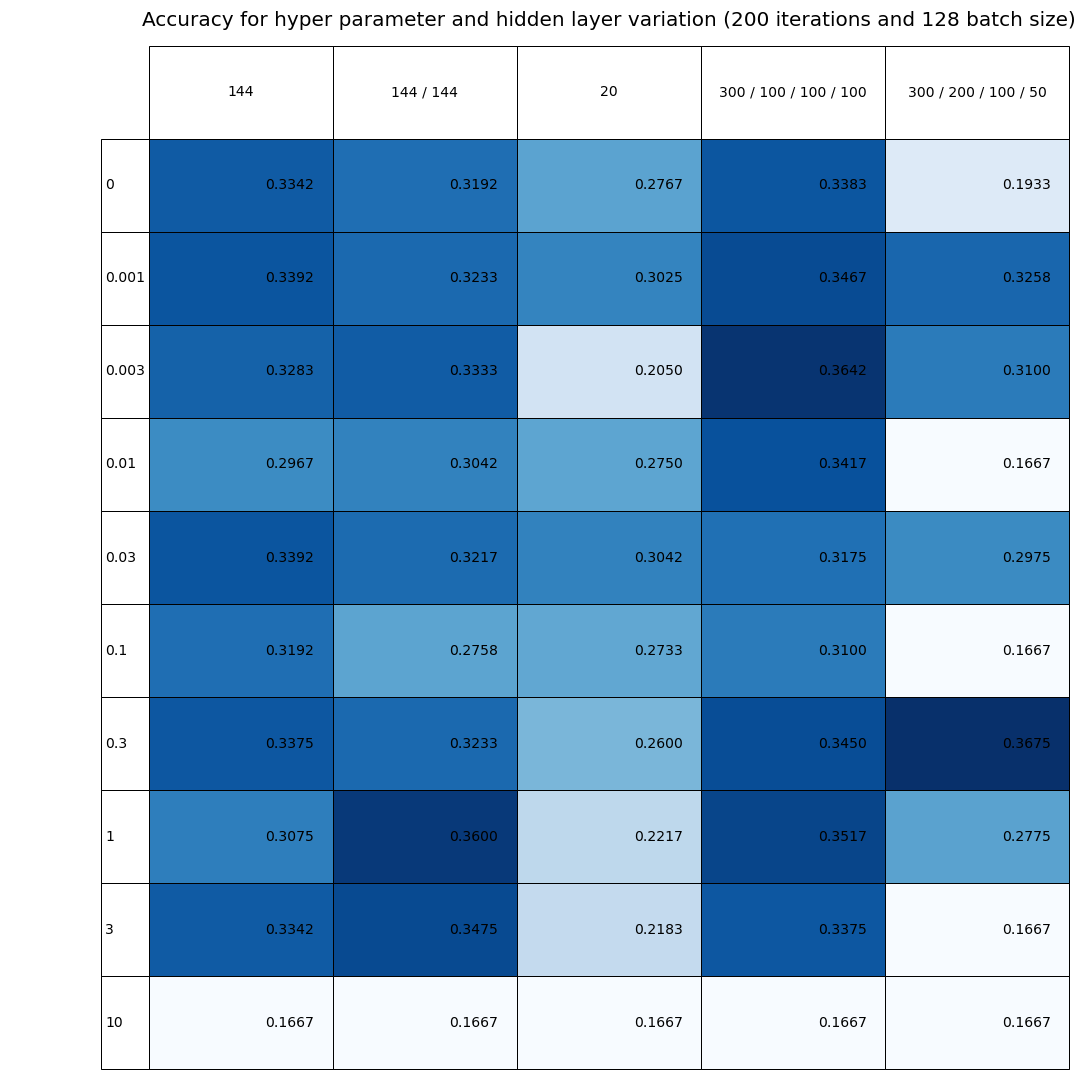 Accuracy for hyper parameter and hidden layer variation (200 iterations and 128 batch size)
144 144 / 144 20 300 / 100 / 100 / 100 300 / 200 / 100 / 50
0 0.3342 0.3192 0.2767 0.3383 0.1933
0.001 0.3392 0.3233 0.3025 0.3467 0.3258
0.003 0.3283 0.3333 0.2050 0.3642 0.3100
0.01 0.2967 0.3042 0.2750 0.3417 0.1667
0.03 0.3392 0.3217 0.3042 0.3175 0.2975
0.1 0.3192 0.2758 0.2733 0.3100 0.1667
0.3 0.3375 0.3233 0.2600 0.3450 0.3675
1 0.3075 0.3600 0.2217 0.3517 0.2775
3 0.3342 0.3475 0.2183 0.3375 0.1667
10 0.1667 0.1667 0.1667 0.1667 0.1667